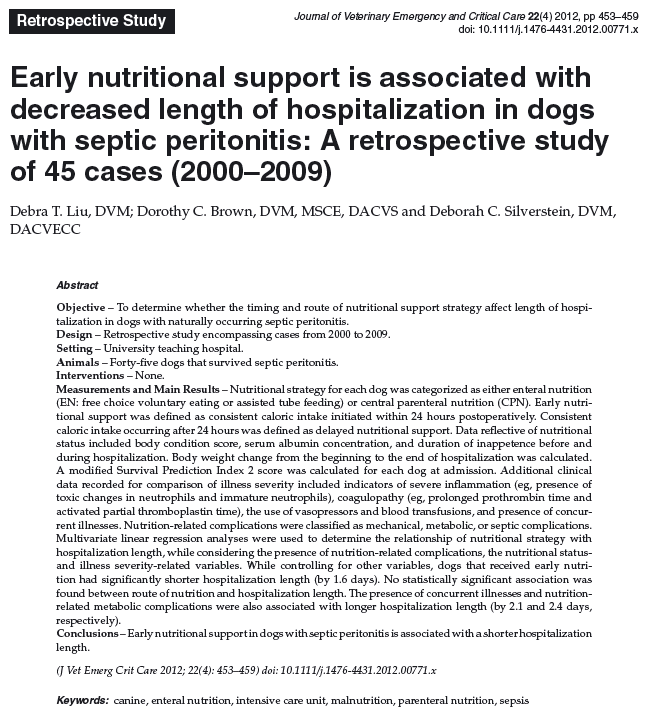 Retrospective Study
Journal of Veterinary Emergency and Critical Care 22(4) 2012, pp 453–459
doi: 10.1111/j.1476-4431.2012.00771.x
Early nutritional support is associated with
decreased length of hospitalization in dogs
with septic peritonitis: A retrospective study
of 45 cases (2000–2009)
Debra T. Liu, DVM; Dorothy C. Brown, DVM, MSCE, DACVS and Deborah C. Silverstein, DVM,
DACVECC
Abstract
Objective – To determine whether the timing and route of nutritional support strategy affect length of hospi-
talization in dogs with naturally occurring septic peritonitis.
Design – Retrospective study encompassing cases from 2000 to 2009.
Setting – University teaching hospital.
Animals – Forty-five dogs that survived septic peritonitis.
Interventions – None.
Measurements and Main Results – Nutritional strategy for each dog was categorized as either enteral nutrition
(EN: free choice voluntary eating or assisted tube feeding) or central parenteral nutrition (CPN). Early nutri-
tional support was defined as consistent caloric intake initiated within 24 hours postoperatively. Consistent
caloric intake occurring after 24 hours was defined as delayed nutritional support. Data reflective of nutritional
status included body condition score, serum albumin concentration, and duration of inappetence before and
during hospitalization. Body weight change from the beginning to the end of hospitalization was calculated.
A modified Survival Prediction Index 2 score was calculated for each dog at admission. Additional clinical
data recorded for comparison of illness severity included indicators of severe inflammation (eg, presence of
toxic changes in neutrophils and immature neutrophils), coagulopathy (eg, prolonged prothrombin time and
activated partial thromboplastin time), the use of vasopressors and blood transfusions, and presence of concur-
rent illnesses. Nutrition-related complications were classified as mechanical, metabolic, or septic complications.
Multivariate linear regression analyses were used to determine the relationship of nutritional strategy with
hospitalization length, while considering the presence of nutrition-related complications, the nutritional status-
and illness severity-related variables. While controlling for other variables, dogs that received early nutri-
tion had significantly shorter hospitalization length (by 1.6 days). No statistically significant association was
found between route of nutrition and hospitalization length. The presence of concurrent illnesses and nutrition-
related metabolic complications were also associated with longer hospitalization length (by 2.1 and 2.4 days,
respectively).
Conclusions – Early nutritional support in dogs with septic peritonitis is associated with a shorter hospitalization
length.
(J Vet Emerg Crit Care 2012; 22(4): 453–459) doi: 10.1111/j.1476-4431.2012.00771.x
Keywords: canine, enteral nutrition, intensive care unit, malnutrition, parenteral nutrition, sepsis